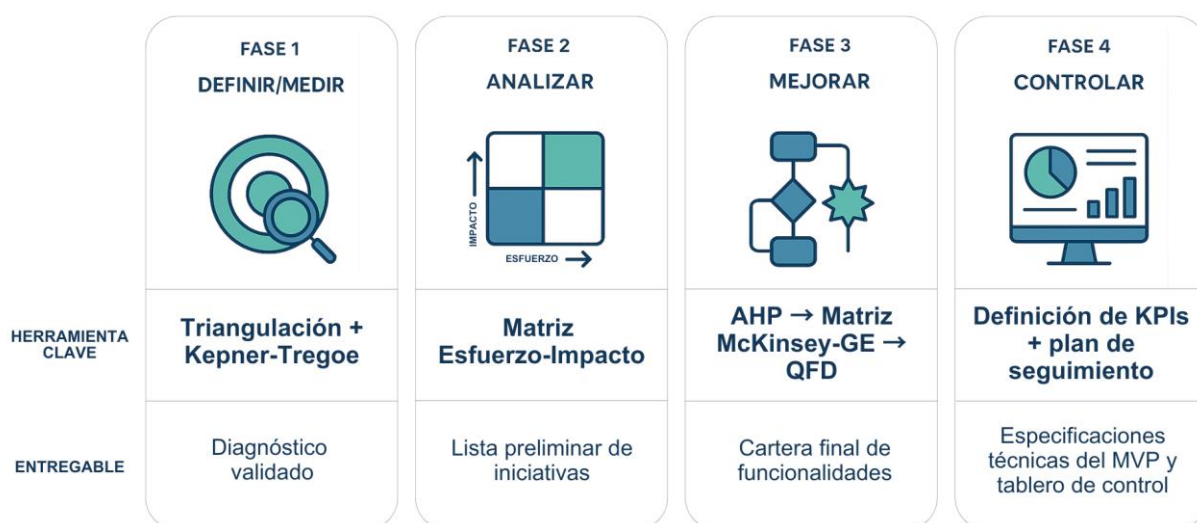 FASE 1
DEFINIR/MEDIR
FASE 2
ANALIZAR
IMPACTO
ESFUERZO
FASE 3
MEJORAR
FASE 4
CONTROLAR
HERRAMIENTA
CLAVE
Triangulación +
Kepner-Tregoe
Matriz
Esfuerzo-Impacto
AHP → Matriz
McKinsey-GE →
QFD
Definición de KPIs
+ plan de
seguimiento
ENTREGABLE
Diagnóstico
validado
Lista preliminar de
iniciativas
Cartera final de
funcionalidades
Especificaciones
técnicas del MVP y
tablero de control